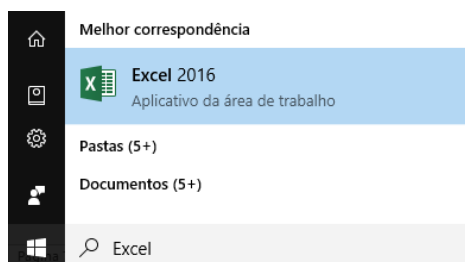 Melhor correspondência
Excel 2016
Aplicativo da área de trabalho
Pastas (5+)
Documentos (5+)
Excel